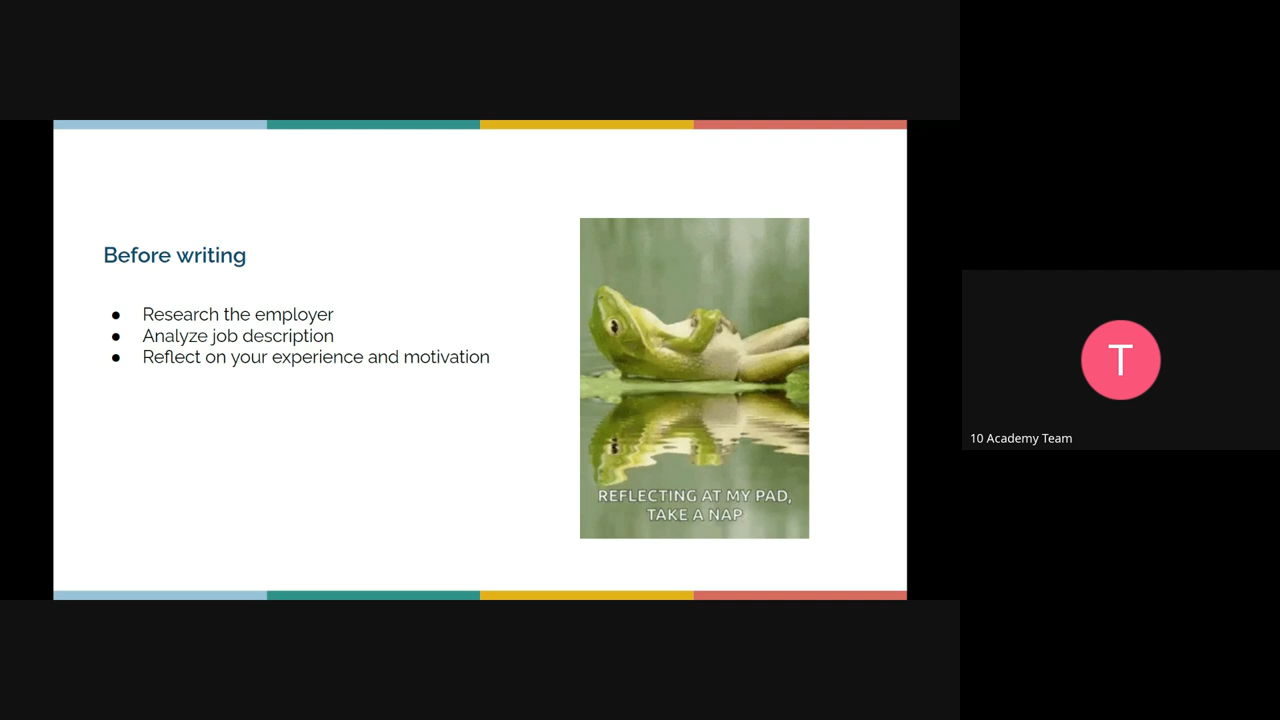 Before writing
● Research the employer
● Analyze job description
● Reflect on your experience and motivation
REFLECTING AT MY PAD,
TAKE A NAP
T
10 Academy Team